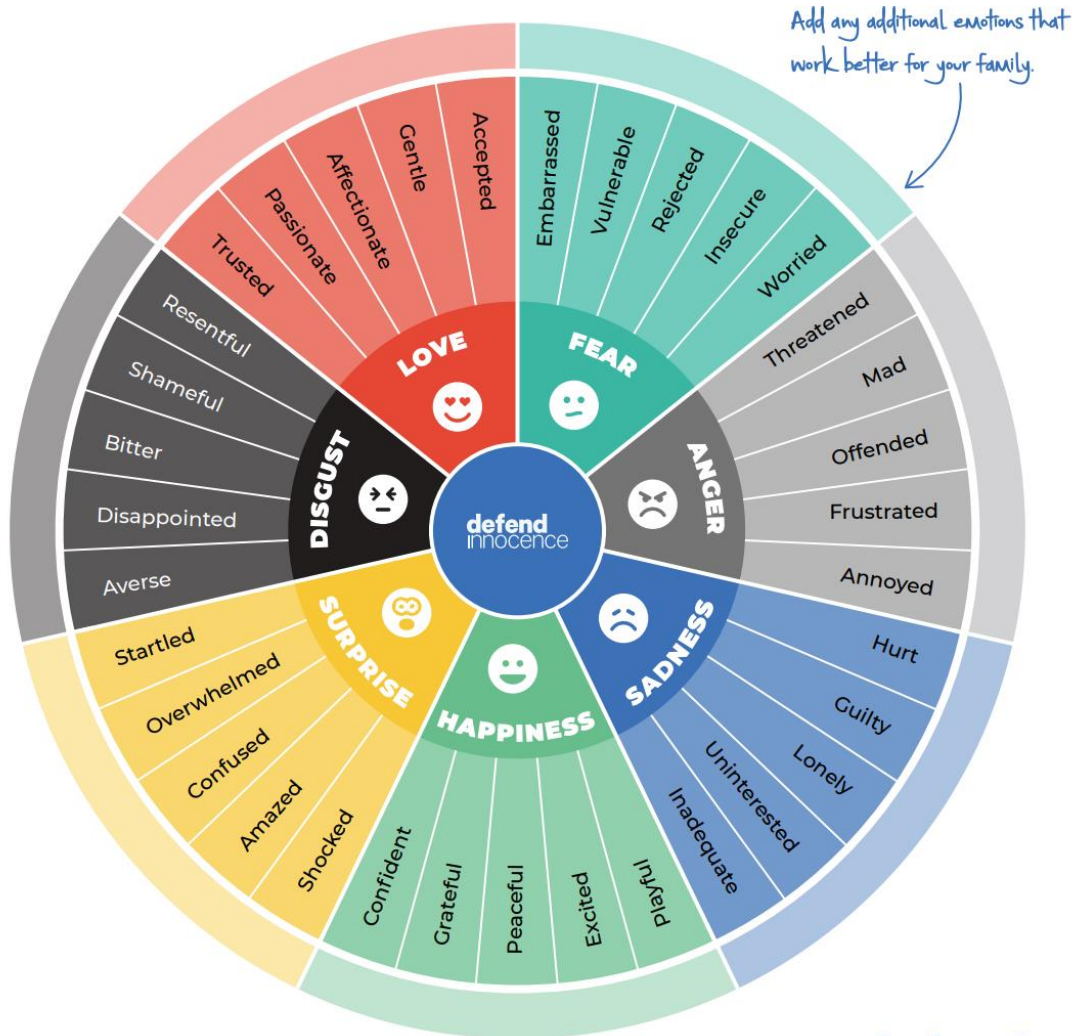 Add any additional emotions that
work better for your family.
LOVE
Trusted
Passionate
Affectionate
Gentle
Accepted
FEAR
Embarrassed
Vulnerable
Rejected
Insecure
Worried
ANGER
Threatened
Mad
Offended
Frustrated
Annoyed
SADNESS
Hurt
Guilty
Lonely
Uninterested
Inadequate
HAPPINESS
Playful
Excited
Peaceful
Grateful
Confident
SURPRISE
Shocked
Amazed
Confused
Overwhelmed
Startled
DISGUST
Averse
Disappointed
Bitter
Shameful
Resentful
defend
innocence